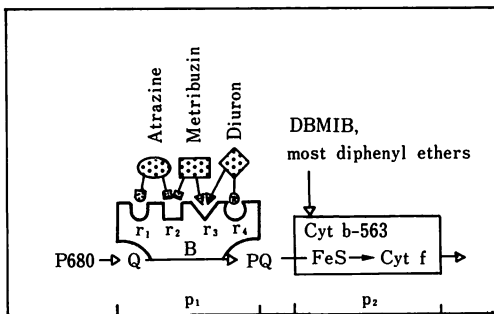 Atrazine
Metribuzin
Diuron
DBMIB,
most diphenyl ethers
r₁ r₂ r₃ r₄
Cyt b-563
P680 Q B PQ FeS Cyt f
p₁ p₂